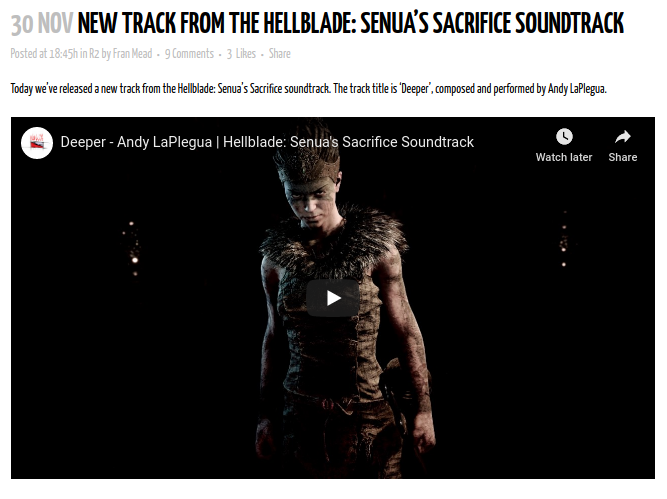 30 NOV NEW TRACK FROM THE HELLBLADE: SENUA'S SACRIFICE SOUNDTRACK
Posted at 18:45h in R2 by Fran Mead • 9 Comments • 3 Likes • Share
Today we've released a new track from the Hellblade: Senua's Sacrifice soundtrack. The track title is 'Deeper', composed and performed by Andy LaPlegua.
Deeper - Andy LaPlegua | Hellblade: Senua's Sacrifice Soundtrack
Watch later Share